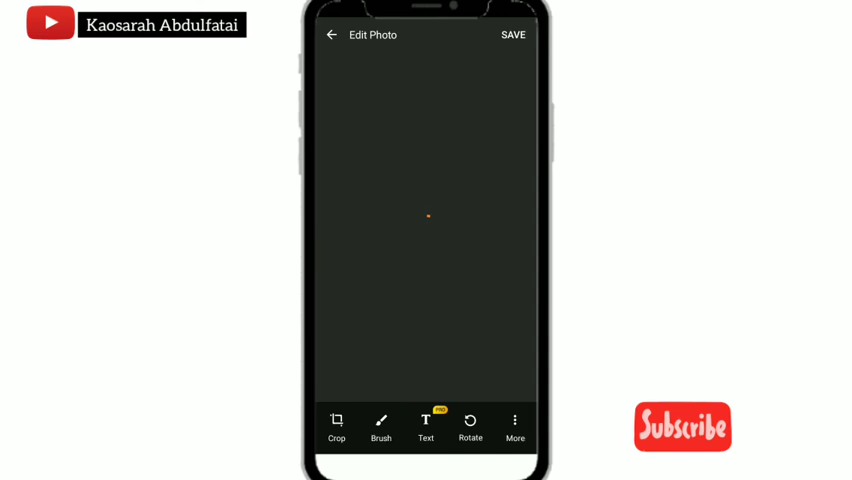 Kaosarah Abdulfatai
Edit Photo
SAVE
PRO
Crop
Brush
Text
Rotate
More
Subscribe